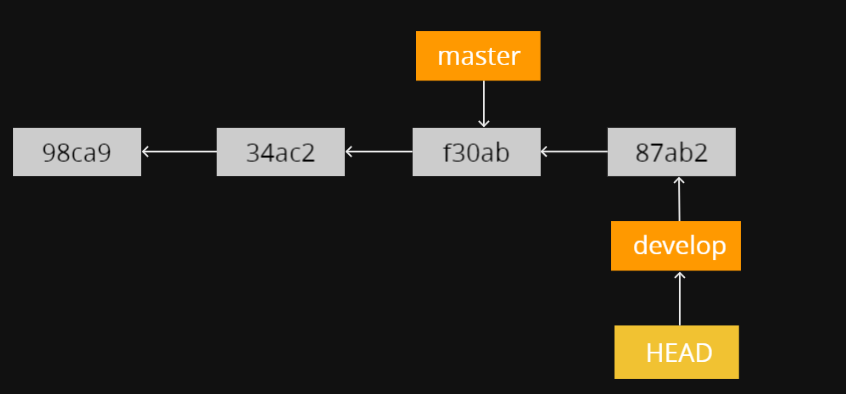 master
98ca9
34ac2
f30ab
87ab2
develop
HEAD